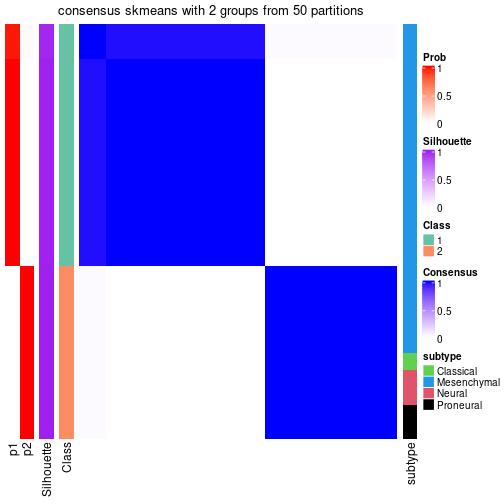 consensus skmeans with 2 groups from 50 partitions
Prob
1
0.5
0
Silhouette
1
0.5
0
Class
1
2
Consensus
1
0.5
0
subtype
Classical
Mesenchymal
Neural
Proneural
p1
p2
Silhouette
Class
subtype